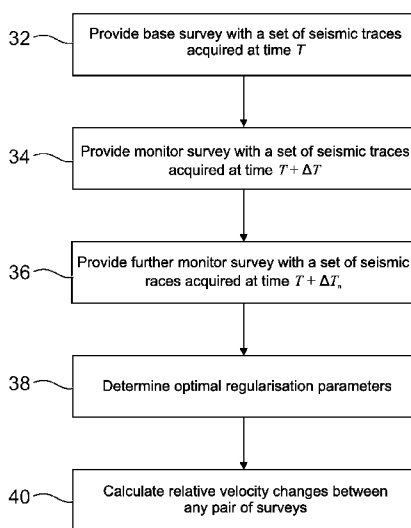 32
Provide base survey with a set of seismic traces
acquired at time T
34
Provide monitor survey with a set of seismic traces
acquired at time T + ΔT
36
Provide further monitor survey with a set of seismic
races acquired at time T + ΔTₙ
38
Determine optimal regularisation parameters
40
Calculate relative velocity changes between
any pair of surveys